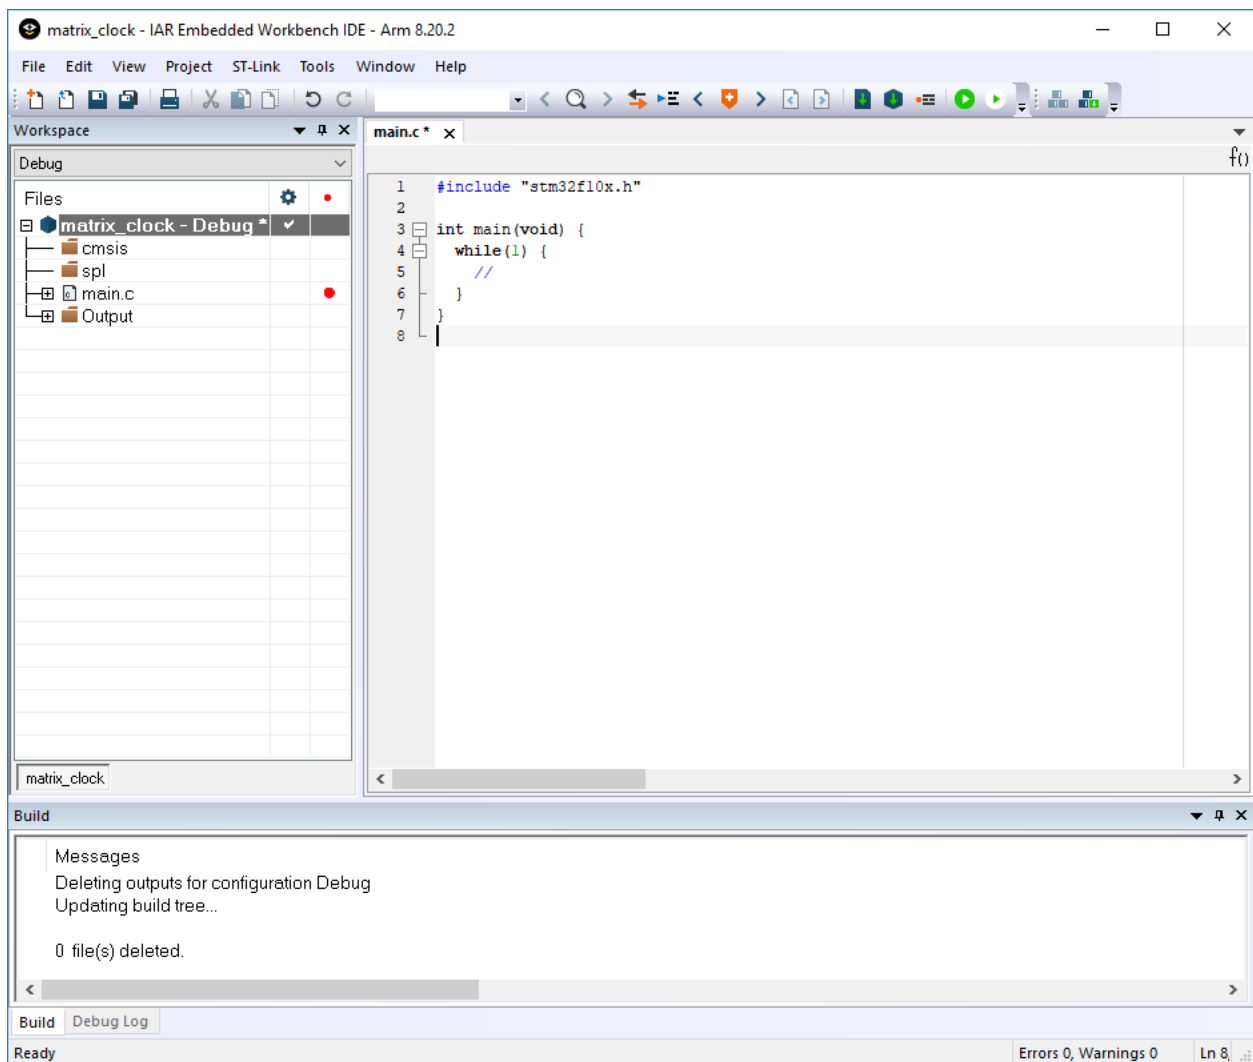 matrix_clock - IAR Embedded Workbench IDE - Arm 8.20.2
File Edit View Project ST-Link Tools Window Help
Workspace
main.c *
Debug
f()
Files
matrix_clock - Debug *
cmsis
spl
main.c
Output
1 #include "stm32f10x.h"
2
3 int main(void) {
4 while(1) {
5 //
6 }
7 }
8
matrix_clock
Build
Messages
Deleting outputs for configuration Debug
Updating build tree...
0 file(s) deleted.
Build Debug Log
Ready Errors 0, Warnings 0 Ln 8,